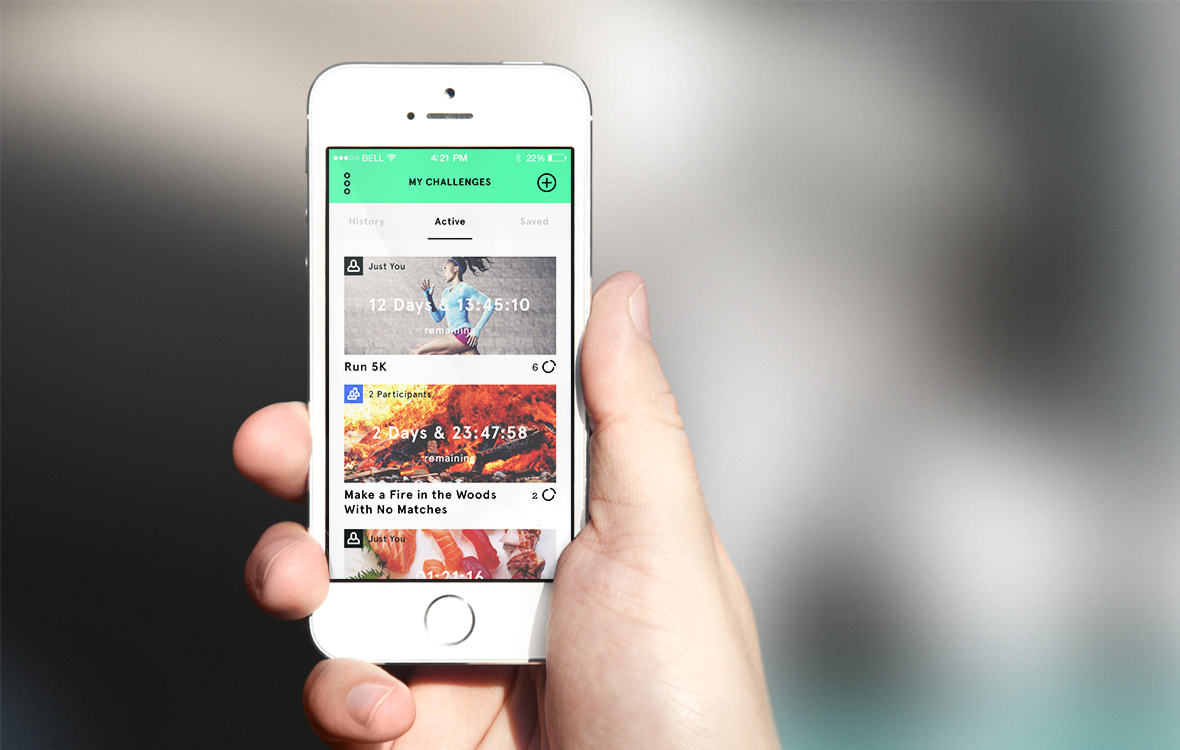 BELL 4:21 PM 22%
MY CHALLENGES
History Active Saved
Just You
12 Days & 13:45:10
remaining
Run 5K 6
2 Participants
2 Days & 23:47:58
remaining
Make a Fire in the Woods 2
With No Matches
Just You
01:21:16